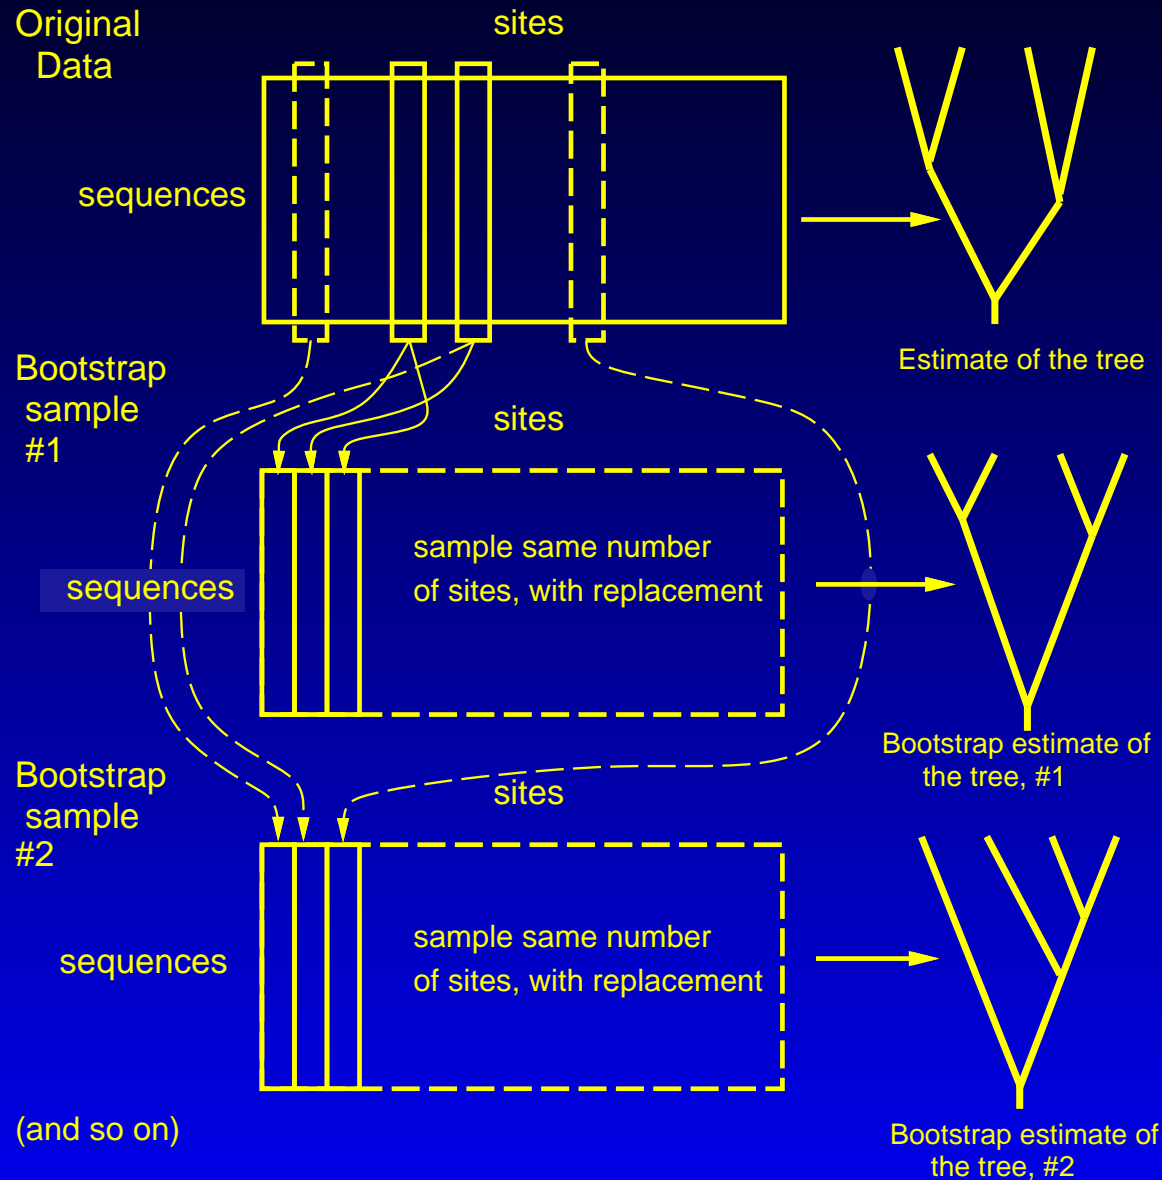 Original
Data
sites
sequences
Estimate of the tree
Bootstrap
sample
#1
sites
sequences
sample same number
of sites, with replacement
Bootstrap estimate of
the tree, #1
Bootstrap
sample
#2
sites
sequences
sample same number
of sites, with replacement
(and so on)
Bootstrap estimate of
the tree, #2